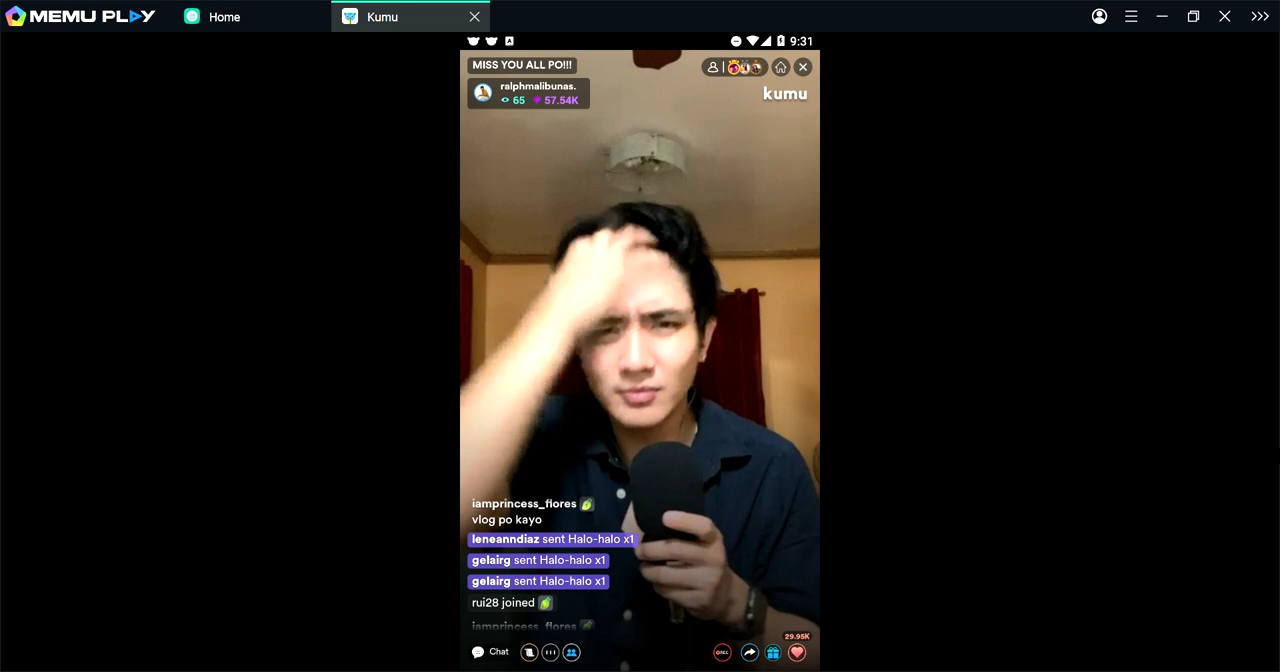 MEMU PLAY
Home
Kumu
9:31
MISS YOU ALL PO!!!
ralphmalibunas.
65 57.54K
kumu
iamprincess_flores
vlog po kayo
leneanndiaz sent Halo-halo x1
gelairg sent Halo-halo x1
gelairg sent Halo-halo x1
rui28 joined
iamprincess_flores
Chat
29.95K